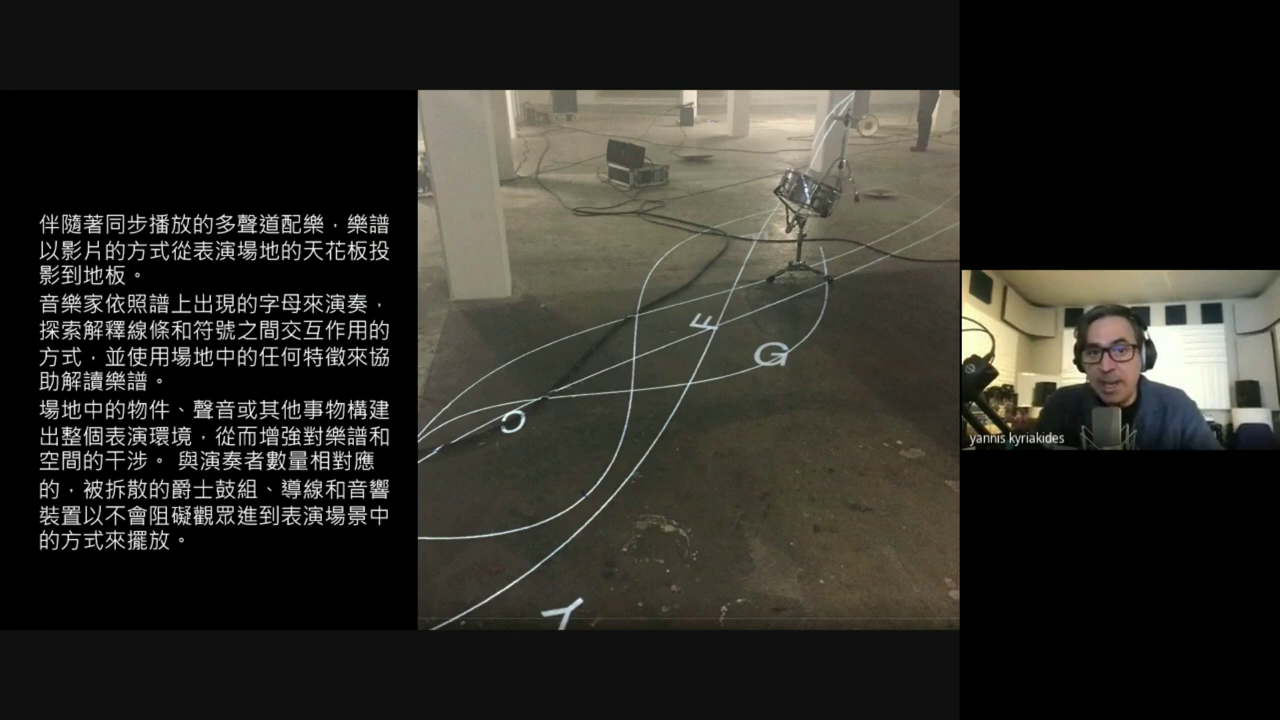 伴隨著同步播放的多聲道配樂，樂譜
以影片的方式從表演場地的天花板投
影到地板。
音樂家依照譜上出現的字母來演奏，
探索解釋線條和符號之間交互作用的
方式，並使用場地中的任何特徵來協
助解讀樂譜。
場地中的物件、聲音或其他事物構建
出整個表演環境，從而增強對樂譜和
空間的干涉。 與演奏者數量相對應
的，被拆散的爵士鼓組、導線和音響
裝置以不會阻礙觀眾進到表演場景中
的方式來擺放。
F
G
C
Y
yannis kyriakides